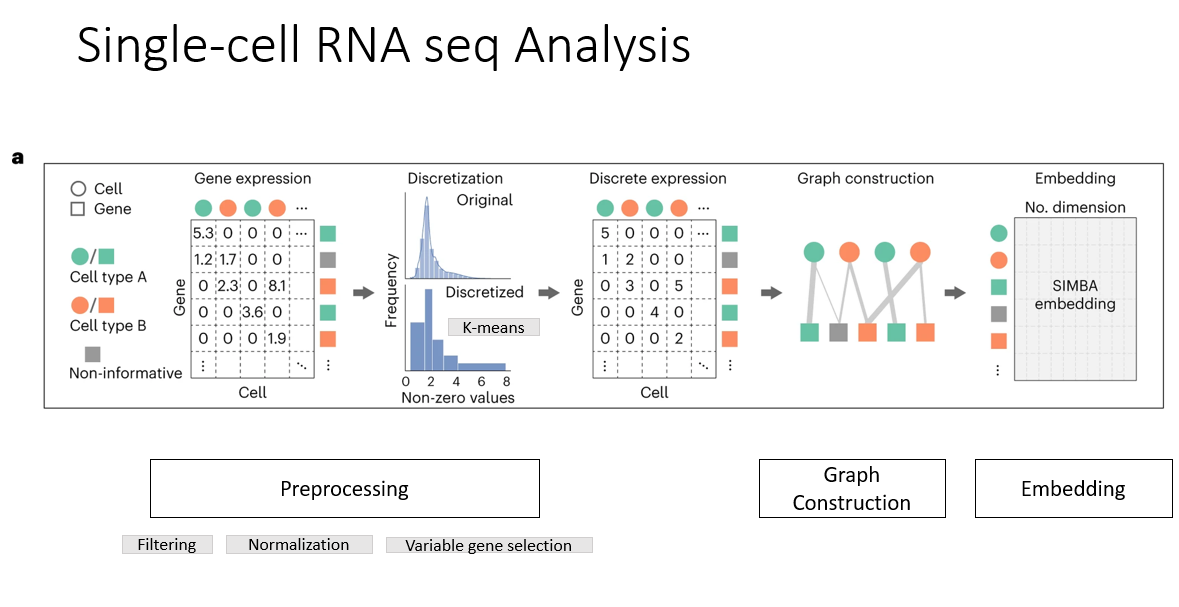 Single-cell RNA seq Analysis
a
Cell
Gene
/
Cell type A
/
Cell type B
Non-informative
Gene expression
...
5.3 0 0 0 ...
1.2 1.7 0 0
0 2.3 0 8.1
0 0 3.6 0
0 0 0 1.9
⋮ ⋱ ⋮
Gene
Cell
Discretization
Original
Discretized
K-means
Frequency
0 2 4 6 8
Non-zero values
Discrete expression
...
5 0 0 0 ...
1 2 0 0
0 3 0 5
0 0 4 0
0 0 0 2
⋮ ⋱ ⋮
Gene
Cell
Graph construction
Embedding
No. dimension
SIMBA
embedding
⋮
Preprocessing
Graph
Construction
Embedding
Filtering
Normalization
Variable gene selection